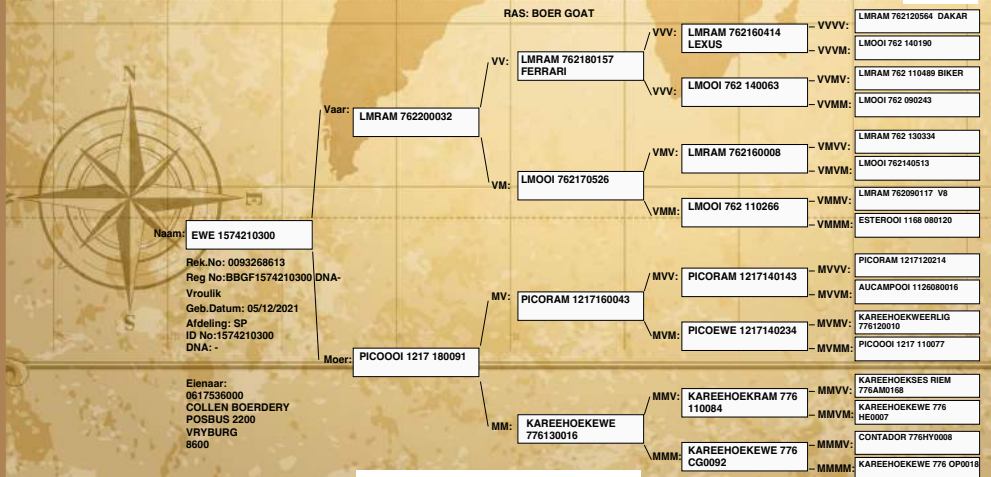 RAS: BOER GOAT
N
E
S
Naam:
EWE 1574210300
Rek.No: 0093268613
Reg No:BBGF1574210300 DNA-
Vroulik
Geb.Datum: 05/12/2021
Afdeling: SP
ID No:1574210300
DNA: -
Eienaar:
0617536000
COLLEN BOERDERY
POSBUS 2200
VRYBURG
8600
Vaar:
LMRAM 762200032
Moer:
PICOOOI 1217 180091
VV:
LMRAM 762180157
FERRARI
VM:
LMOOI 762170526
MV:
PICORAM 1217160043
MM:
KAREEHOEKEWE
776130016
VVV:
LMRAM 762160414
LEXUS
VVV:
LMOOI 762 140063
VMV:
LMRAM 762160008
VMM:
LMOOI 762 110266
MVV:
PICORAM 1217140143
MVM:
PICOEWE 1217140234
MMV:
KAREEHOEKRAM 776
110084
MMM:
KAREEHOEKEWE 776
CG0092
VVVV:
LMRAM 762120564 DAKAR
VVVM:
LMOOI 762 140190
VVMV:
LMRAM 762 110489 BIKER
VVMM:
LMOOI 762 090243
VMVV:
LMRAM 762 130334
VMVM:
LMOOI 762140513
VMMV:
LMRAM 762090117 V8
VMMM:
ESTEROOI 1168 080120
MVVV:
PICORAM 1217120214
MVVM:
AUCAMPOOI 1126080016
MVMV:
KAREEHOEKWEERLIG
776120010
MVMM:
PICOOOI 1217 110077
MMVV:
KAREEHOEKSES RIEM
776AM0168
MMVM:
KAREEHOEKEWE 776
HE0007
MMMV:
CONTADOR 776HY0008
MMMM:
KAREEHOEKEWE 776 OP0018